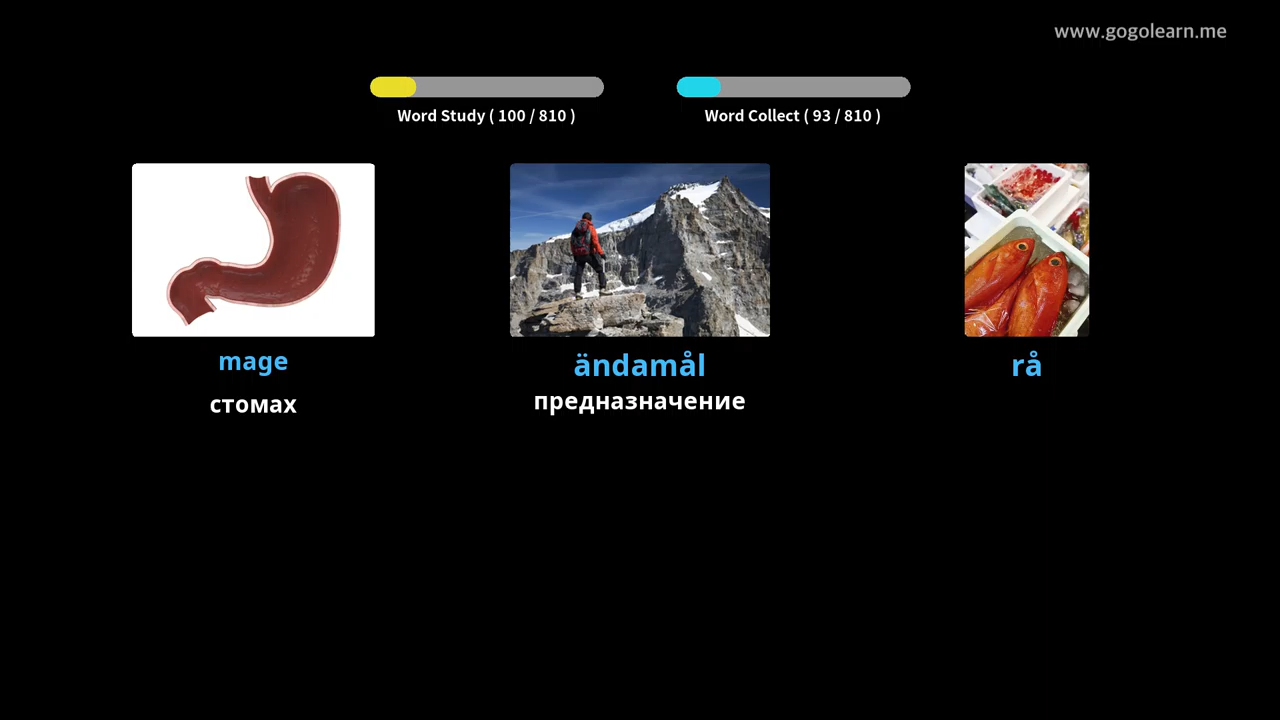 www.gogolearn.me
Word Study ( 100 / 810 )
Word Collect ( 93 / 810 )
mage
стомах
ändamål
предназначение
rå